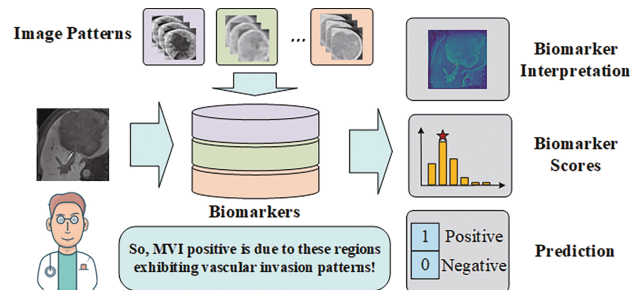 Image Patterns
...
Biomarker
Interpretation
Biomarker
Scores
Biomarkers
So, MVI positive is due to these regions
exhibiting vascular invasion patterns!
1 Positive
0 Negative
Prediction